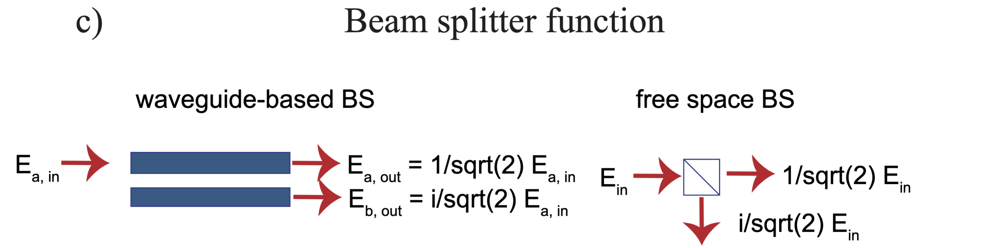 c) Beam splitter function
waveguide-based BS
free space BS
E a, in
E a, out = 1/sqrt(2) E a, in
E b, out = i/sqrt(2) E a, in
E in
1/sqrt(2) E in
i/sqrt(2) E in